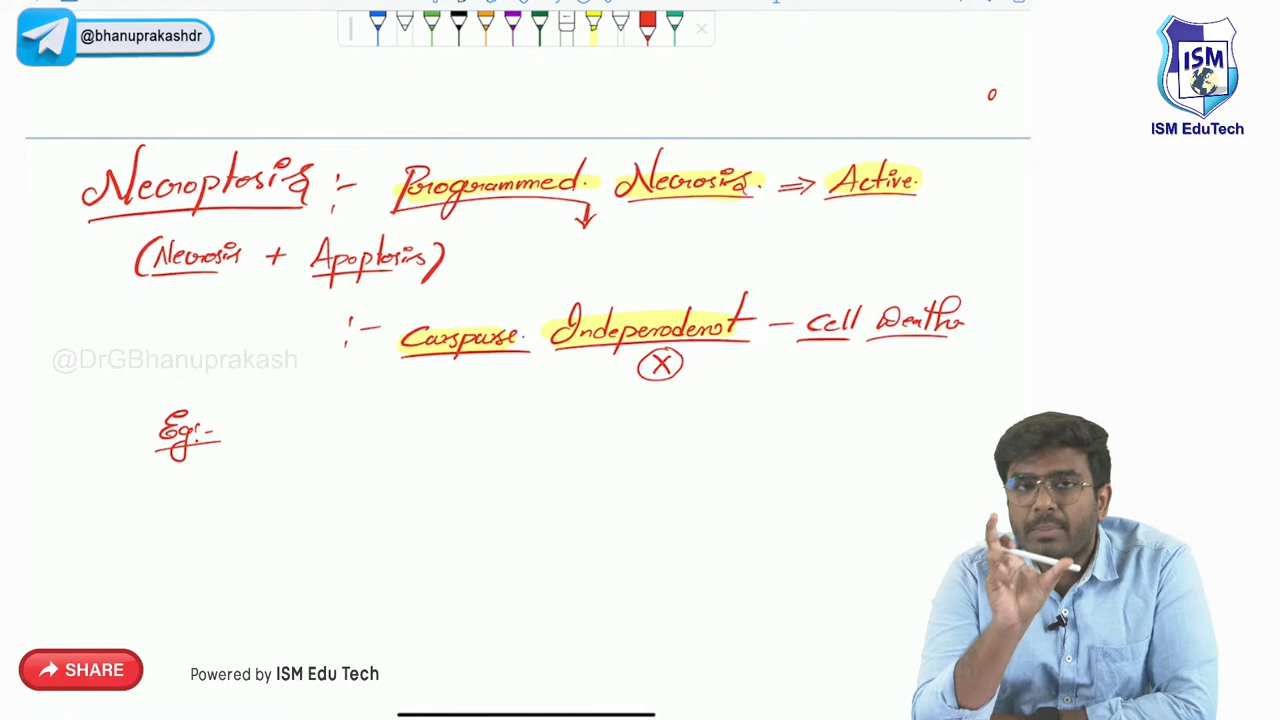 @bhanuprakashdr
ISM
ISM EduTech
Necroptosis :- Programmed Necrosis ⇒ Active.
(Necrosis + Apoptosis)
:- Caspase Independent - cell Death
X
@DrGBhanuprakash
Eg:-
SHARE
Powered by ISM Edu Tech